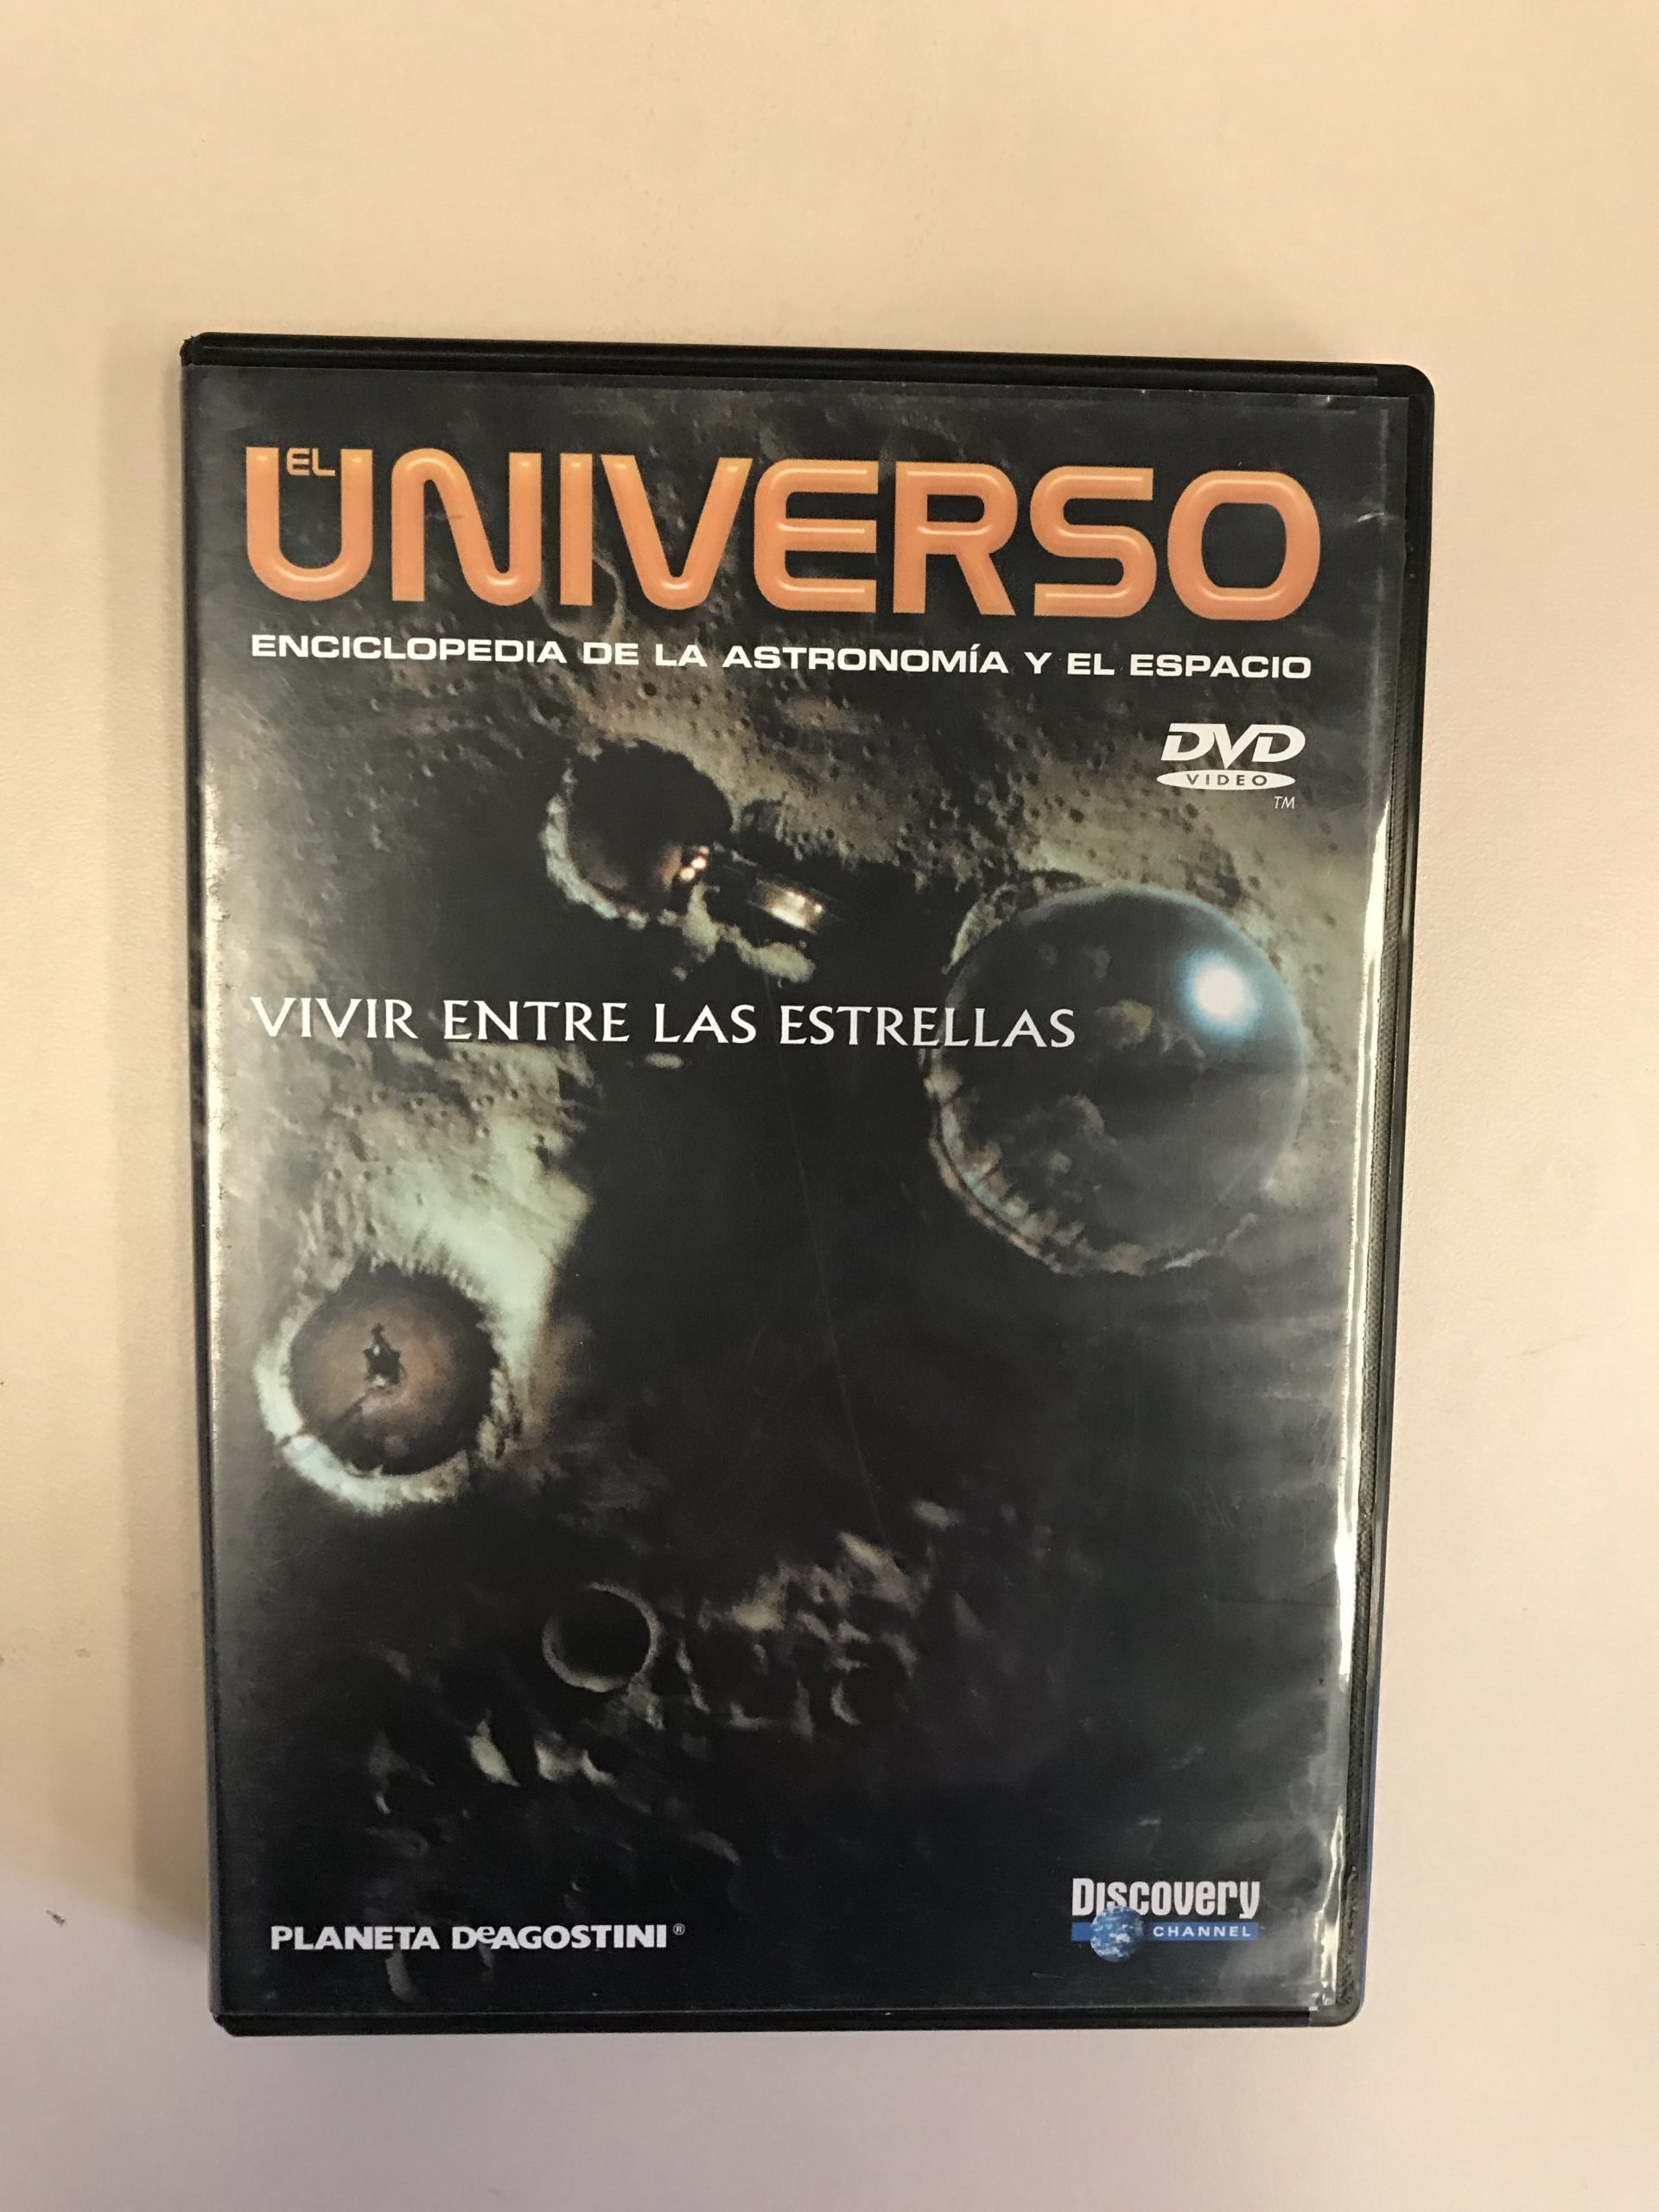 EL
UNIVERSO
ENCICLOPEDIA DE LA ASTRONOMÍA Y EL ESPACIO
DVD
VIDEO
TM
VIVIR ENTRE LAS ESTRELLAS
PLANETA DeAGOSTINI®
DISCOVERY
CHANNEL